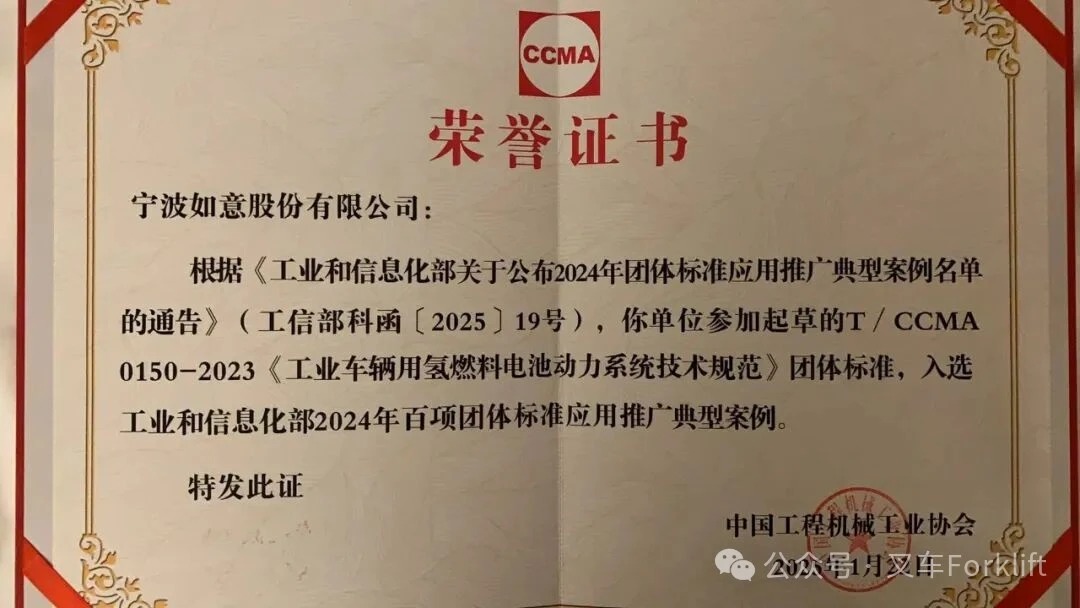 CCMA
荣誉证书
宁波如意股份有限公司：
根据《工业和信息化部关于公布2024年团体标准应用推广典型案例名单
的通告》（工信部科函〔2025〕19号），你单位参加起草的T／CCMA
0150-2023《工业车辆用氢燃料电池动力系统技术规范》团体标准，入选
工业和信息化部2024年百项团体标准应用推广典型案例。
特发此证
中国工程机械工业协会
公众号：叉车Forklift